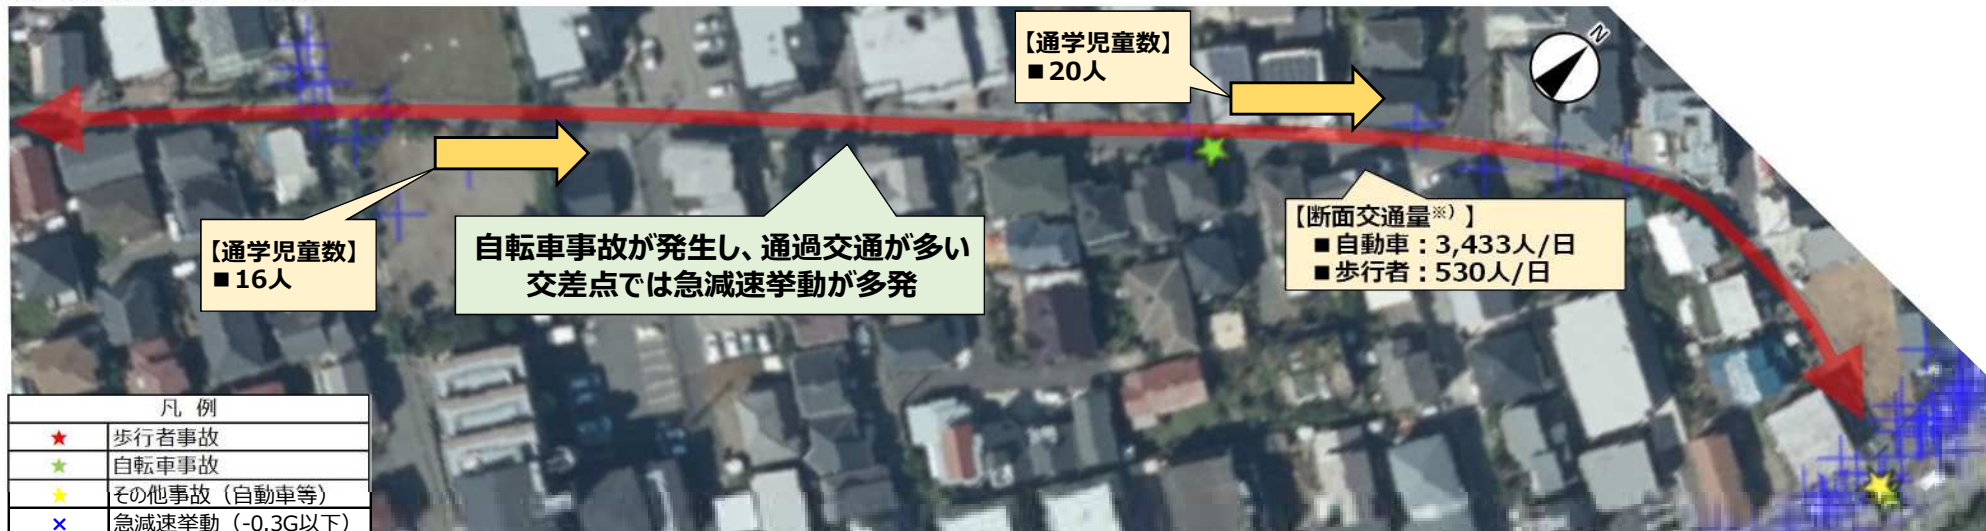 【通学児童数】
■20人
N
【通学児童数】
■16人
自転車事故が発生し、通過交通が多い
交差点では急減速挙動が多発
【断面交通量※）】
■自動車：3,433人/日
■歩行者：530人/日
凡 例
★ 歩行者事故
★ 自転車事故
★ その他事故（自動車等）
× 急減速挙動（-0.3G以下）